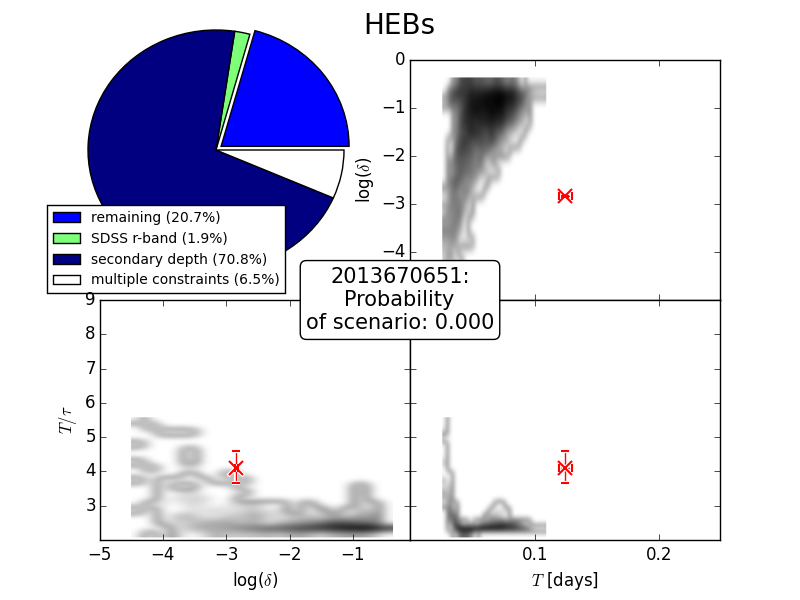 HEBs
remaining (20.7%)
SDSS r-band (1.9%)
secondary depth (70.8%)
multiple constraints (6.5%)
0
−1
−2
−3
−4
log(δ)
2013670651:
Probability
of scenario: 0.000
9
8
7
6
5
4
3
T/τ
−5 −4 −3 −2 −1
log(δ)
0.1 0.2
T [days]